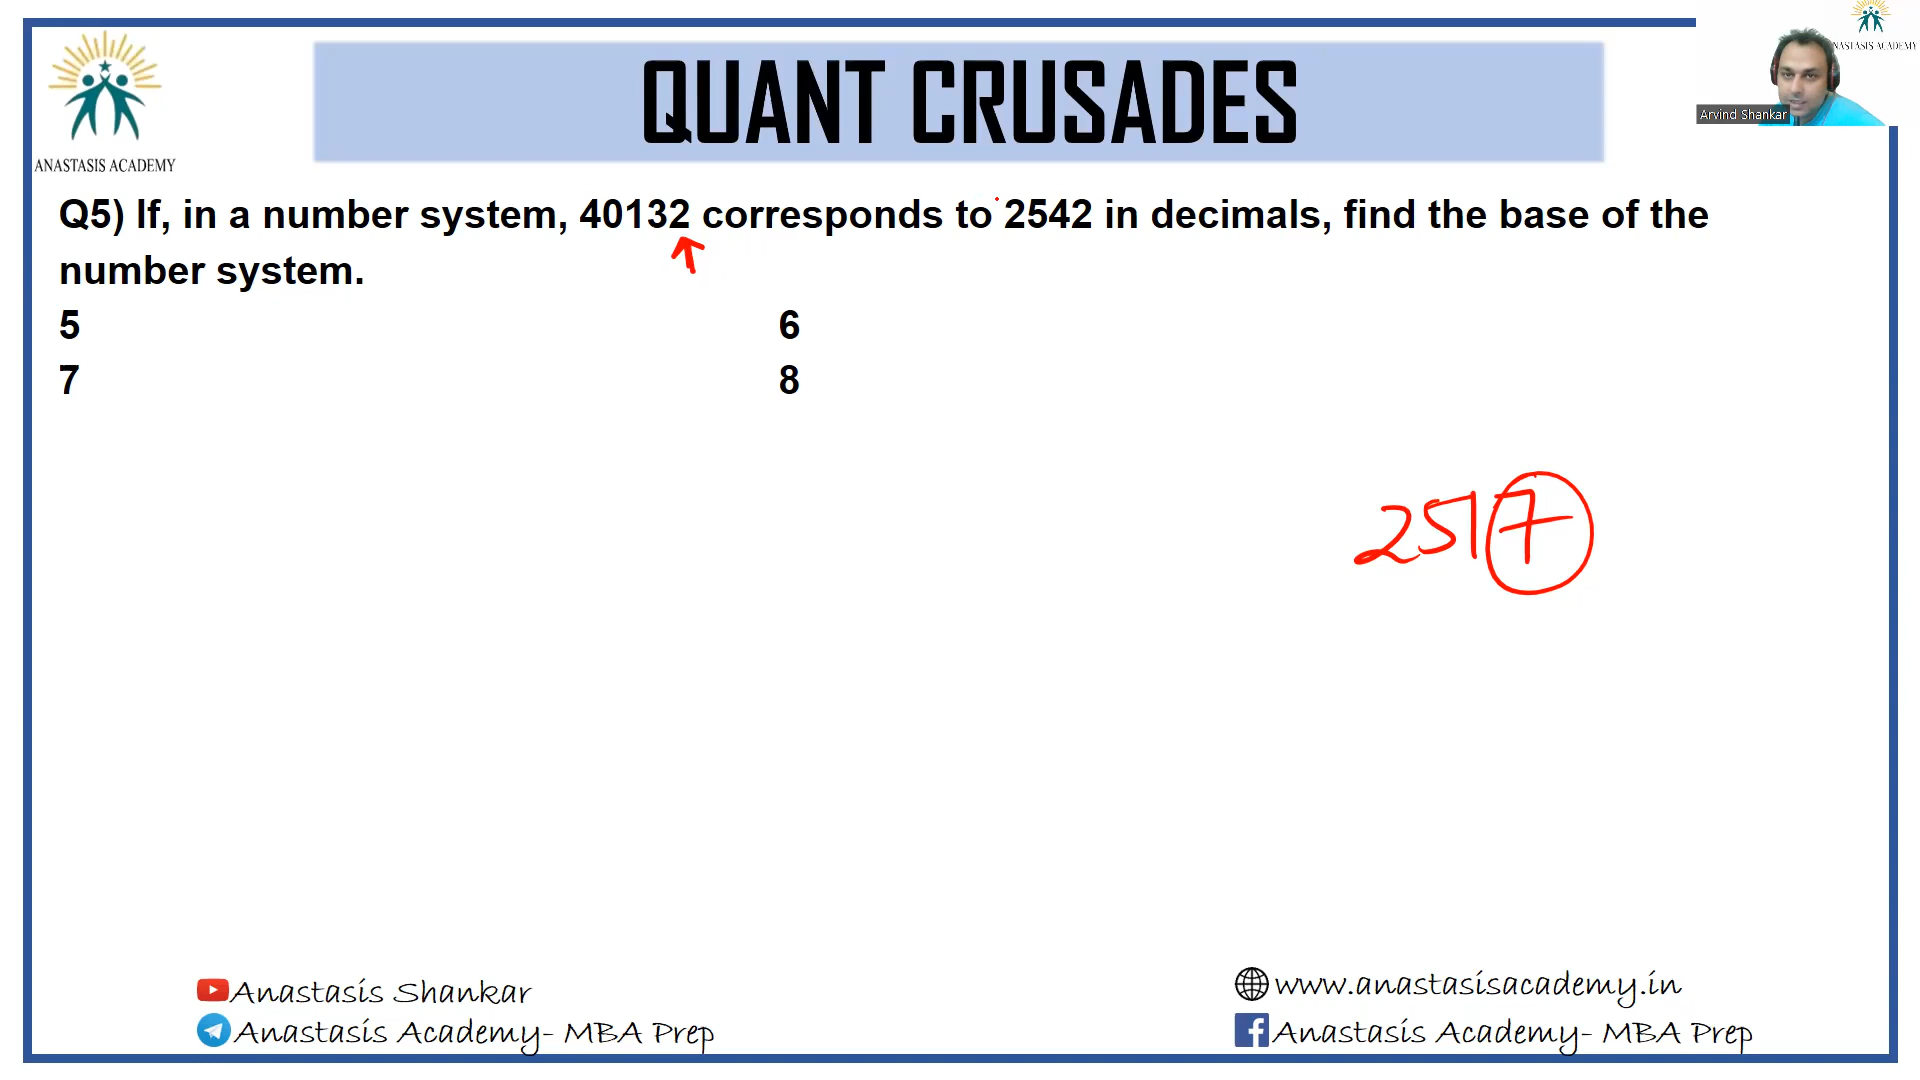 NASTASIS ACADEMY
Arvind Shankar
ANASTASIS ACADEMY
QUANT CRUSADES
Q5) If, in a number system, 40132 corresponds to 2542 in decimals, find the base of the
number system.
5 6
7 8
2517
Anastasis Shankar
Anastasis Academy- MBA Prep
www.anastasisacademy.in
Anastasis Academy- MBA Prep